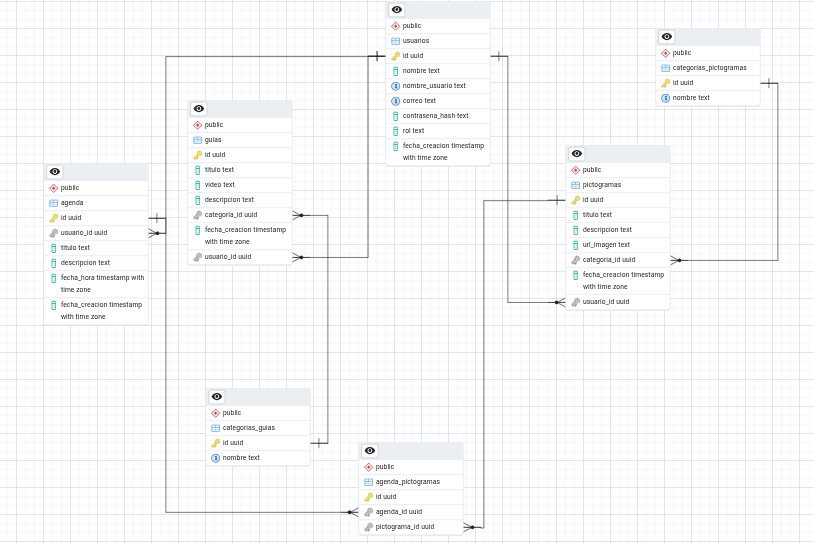 public
usuarios
id uuid
nombre text
nombre_usuario text
correo text
contrasena_hash text
rol text
fecha_creacion timestamp
with time zone
public
categorias_pictogramas
id uuid
nombre text
public
guias
id uuid
titulo text
video text
descripcion text
categoria_id uuid
fecha_creacion timestamp
with time zone
usuario_id uuid
public
pictogramas
id uuid
titulo text
descripcion text
url_imagen text
categoria_id uuid
fecha_creacion timestamp
with time zone
usuario_id uuid
public
agenda
id uuid
usuario_id uuid
titulo text
descripcion text
fecha_hora timestamp with
time zone
fecha_creacion timestamp
with time zone
public
categorias_guias
id uuid
nombre text
public
agenda_pictogramas
id uuid
agenda_id uuid
pictograma_id uuid